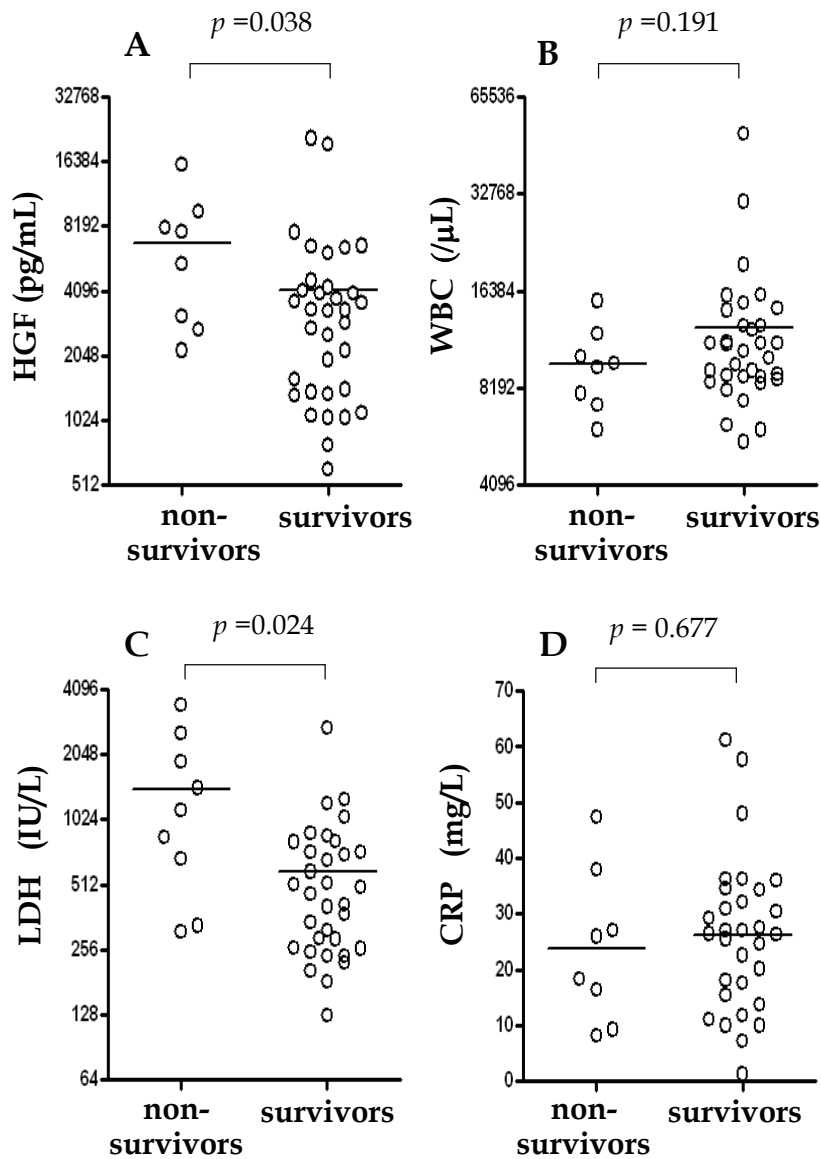 A
p =0.038
HGF (pg/mL)
32768
16384
8192
4096
2048
1024
512
non-
survivors
survivors
B
p =0.191
WBC (/μL)
65536
32768
16384
8192
4096
non-
survivors
survivors
C
p =0.024
LDH (IU/L)
4096
2048
1024
512
256
128
64
non-
survivors
survivors
D
p = 0.677
CRP (mg/L)
70
60
50
40
30
20
10
0
non-
survivors
survivors